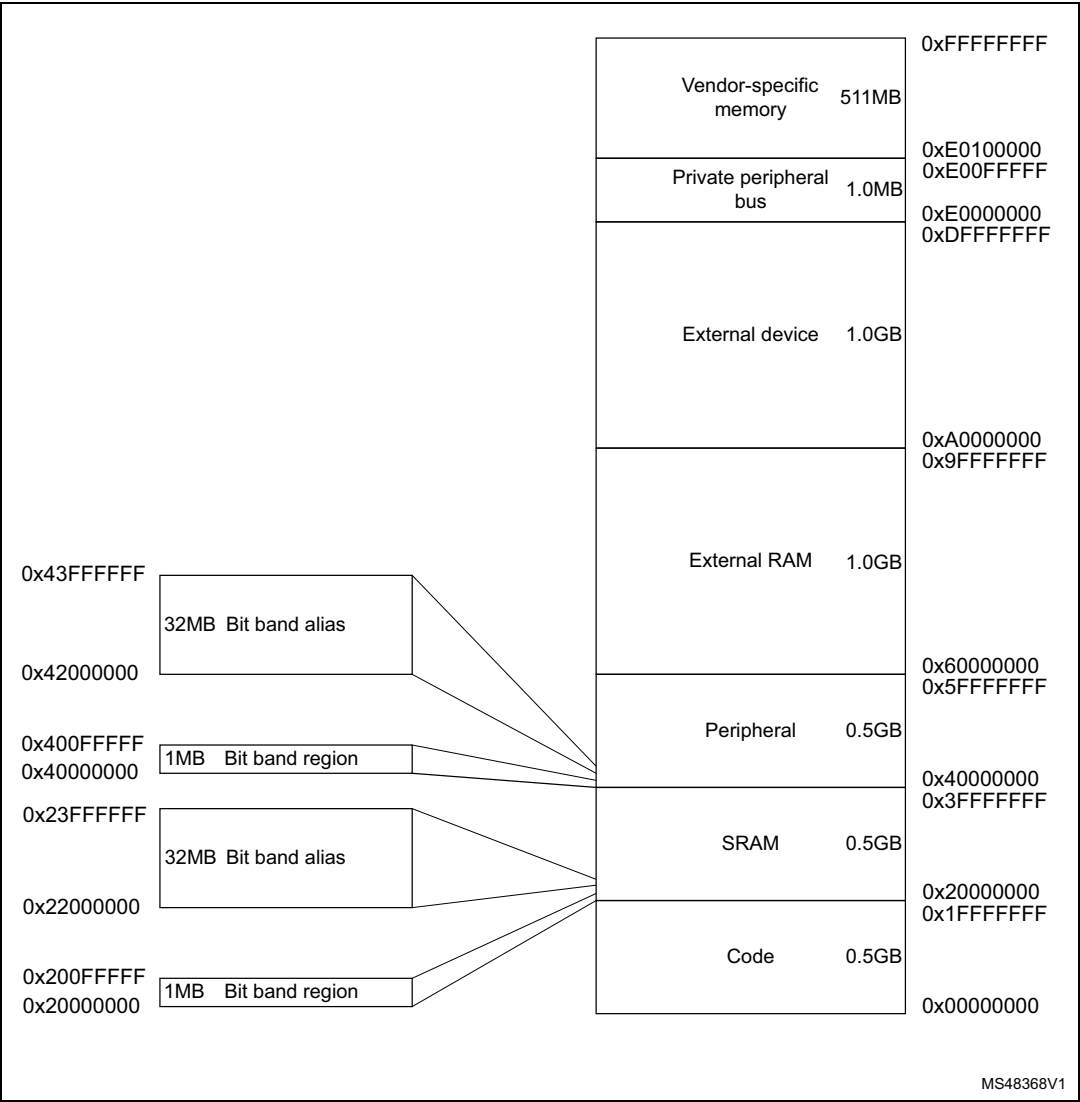 0xFFFFFFFF
Vendor-specific
memory
511MB
0xE0100000
0xE00FFFFF
Private peripheral
bus
1.0MB
0xE0000000
0xDFFFFFFF
External device
1.0GB
0xA0000000
0x9FFFFFFF
External RAM
1.0GB
0x60000000
0x5FFFFFFF
Peripheral
0.5GB
0x40000000
0x3FFFFFFF
SRAM
0.5GB
0x20000000
0x1FFFFFFF
Code
0.5GB
0x00000000
0x43FFFFFF
32MB Bit band alias
0x42000000
0x400FFFFF
1MB Bit band region
0x40000000
0x23FFFFFF
32MB Bit band alias
0x22000000
0x200FFFFF
1MB Bit band region
0x20000000
MS48368V1